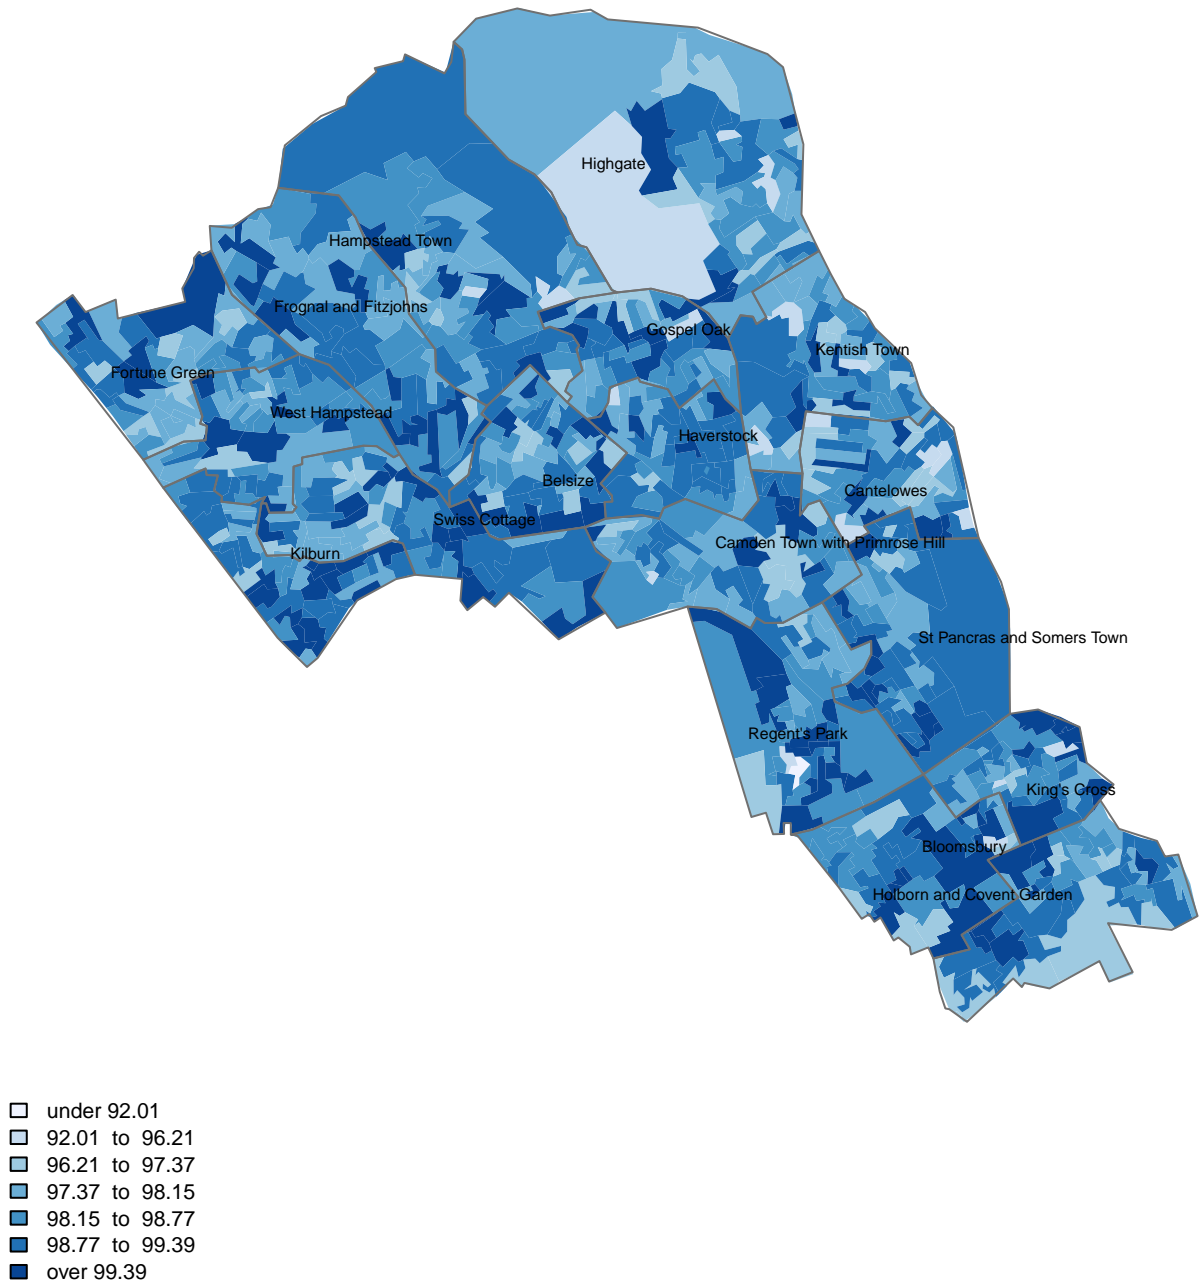 Highgate
Hampstead Town
Frognal and Fitzjohns
Gospel Oak
Kentish Town
Fortune Green
West Hampstead
Haverstock
Belsize
Cantelowes
Swiss Cottage
Camden Town with Primrose Hill
Kilburn
St Pancras and Somers Town
Regent's Park
King's Cross
Bloomsbury
Holborn and Covent Garden
under 92.01
92.01 to 96.21
96.21 to 97.37
97.37 to 98.15
98.15 to 98.77
98.77 to 99.39
over 99.39